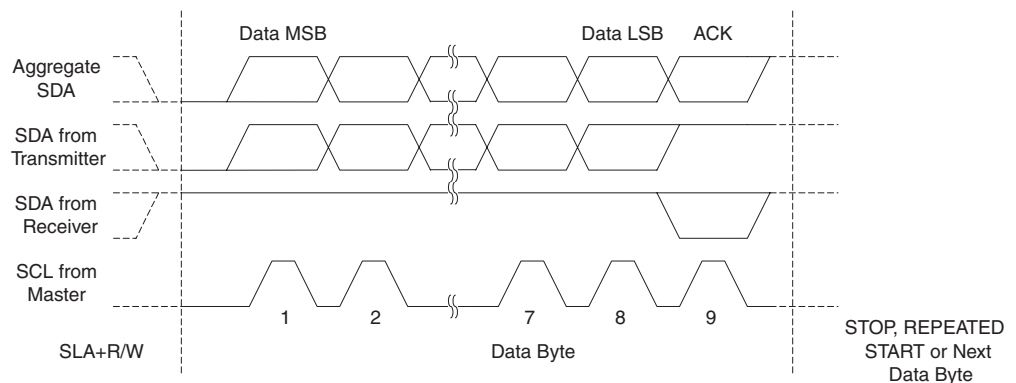 Data MSB
Data LSB
ACK
Aggregate
SDA
SDA from
Transmitter
SDA from
Receiver
SCL from
Master
1
2
7
8
9
SLA+R/W
Data Byte
STOP, REPEATED
START or Next
Data Byte